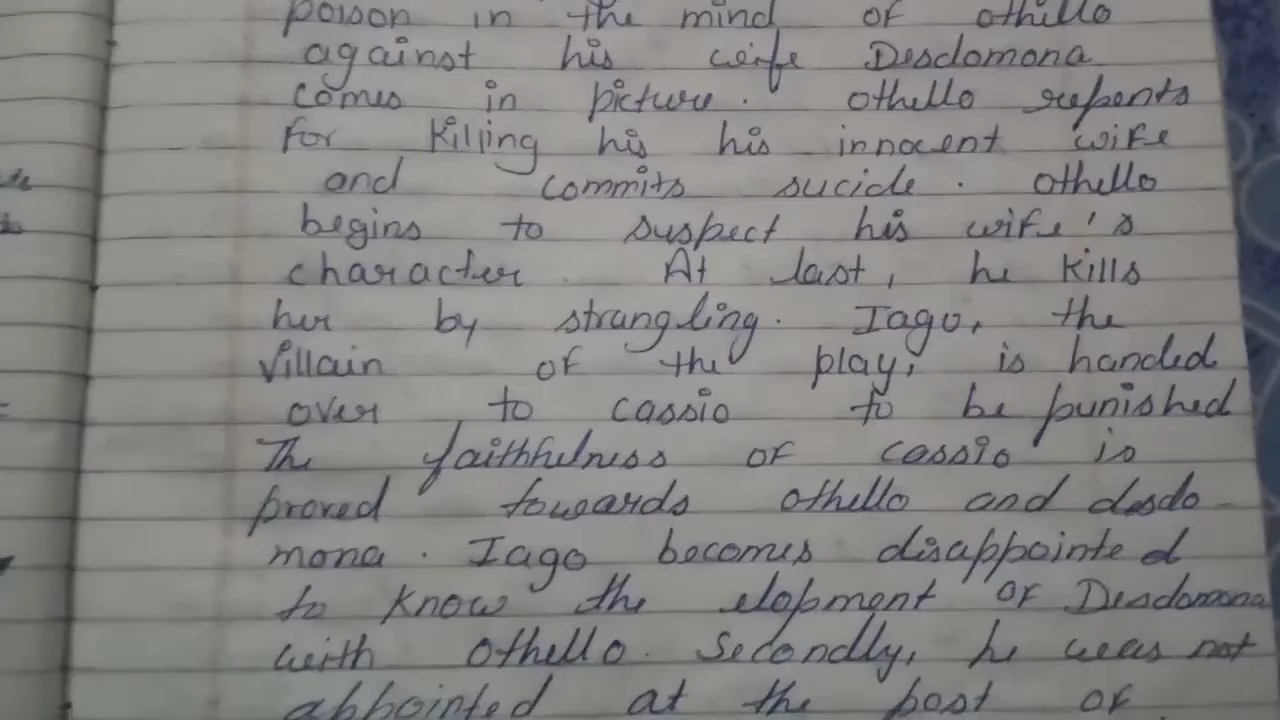 poison in the mind of othillo
against his wife Desdomona
comes in picture. othello repents
for killing his his innocent wife
and commits sucide. othello
begins to suspect his wife's
character. At last, he kills
her by strangling. Iago, the
villain of the play, is handed
over to cassio to be punished
The faithfulness of cassio is
proved towards othello and desdo
mona. Iago becomes disappointed
to know the elopment of Desdomona
with othello. Secondly, he was not
appointed at the post of